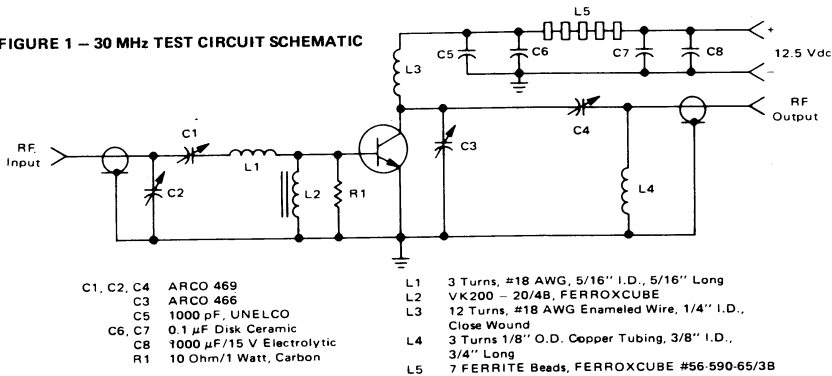 FIGURE 1 – 30 MHz TEST CIRCUIT SCHEMATIC
L5
+
C5
C6
C7
C8
12.5 Vdc
–
L3
RF
Output
C4
C1
C3
RF
Input
L1
C2
L2
R1
L4
C1, C2, C4 ARCO 469
C3 ARCO 466
C5 1000 pF, UNELCO
C6, C7 0.1 µF Disk Ceramic
C8 1000 µF/15 V Electrolytic
R1 10 Ohm/1 Watt, Carbon
L1 3 Turns, #18 AWG, 5/16'' I.D., 5/16'' Long
L2 VK200 – 20/4B, FERROXCUBE
L3 12 Turns, #18 AWG Enameled Wire, 1/4'' I.D.,
Close Wound
L4 3 Turns 1/8'' O.D. Copper Tubing, 3/8'' I.D.,
3/4'' Long
L5 7 FERRITE Beads, FERROXCUBE #56-590-65/3B